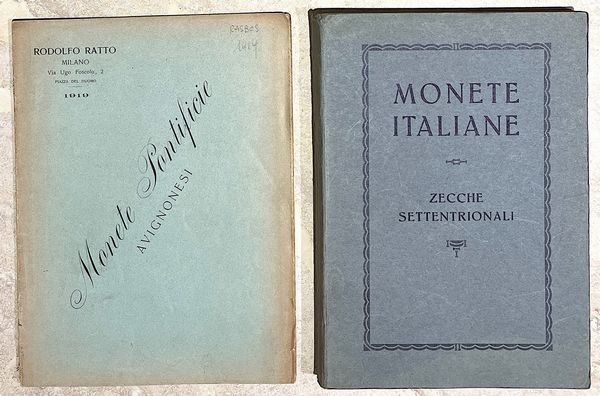 RODOLFO RATTO
MILANO
Via Ugo Foscolo, 2
PIAZZA DEL DUOMO
1919
Monete Pontificie
AVIGNONESI
MONETE
ITALIANE
ZECCHE
SETTENTRIONALI